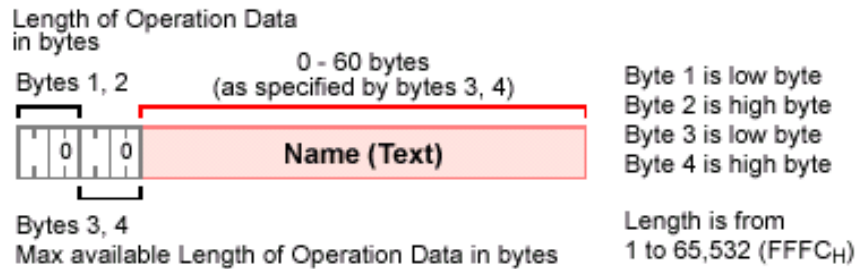 Length of Operation Data
in bytes
Bytes 1, 2
0 - 60 bytes
(as specified by bytes 3, 4)
0 0 Name (Text)
Bytes 3, 4
Max available Length of Operation Data in bytes
Byte 1 is low byte
Byte 2 is high byte
Byte 3 is low byte
Byte 4 is high byte
Length is from
1 to 65,532 (FFFCH)